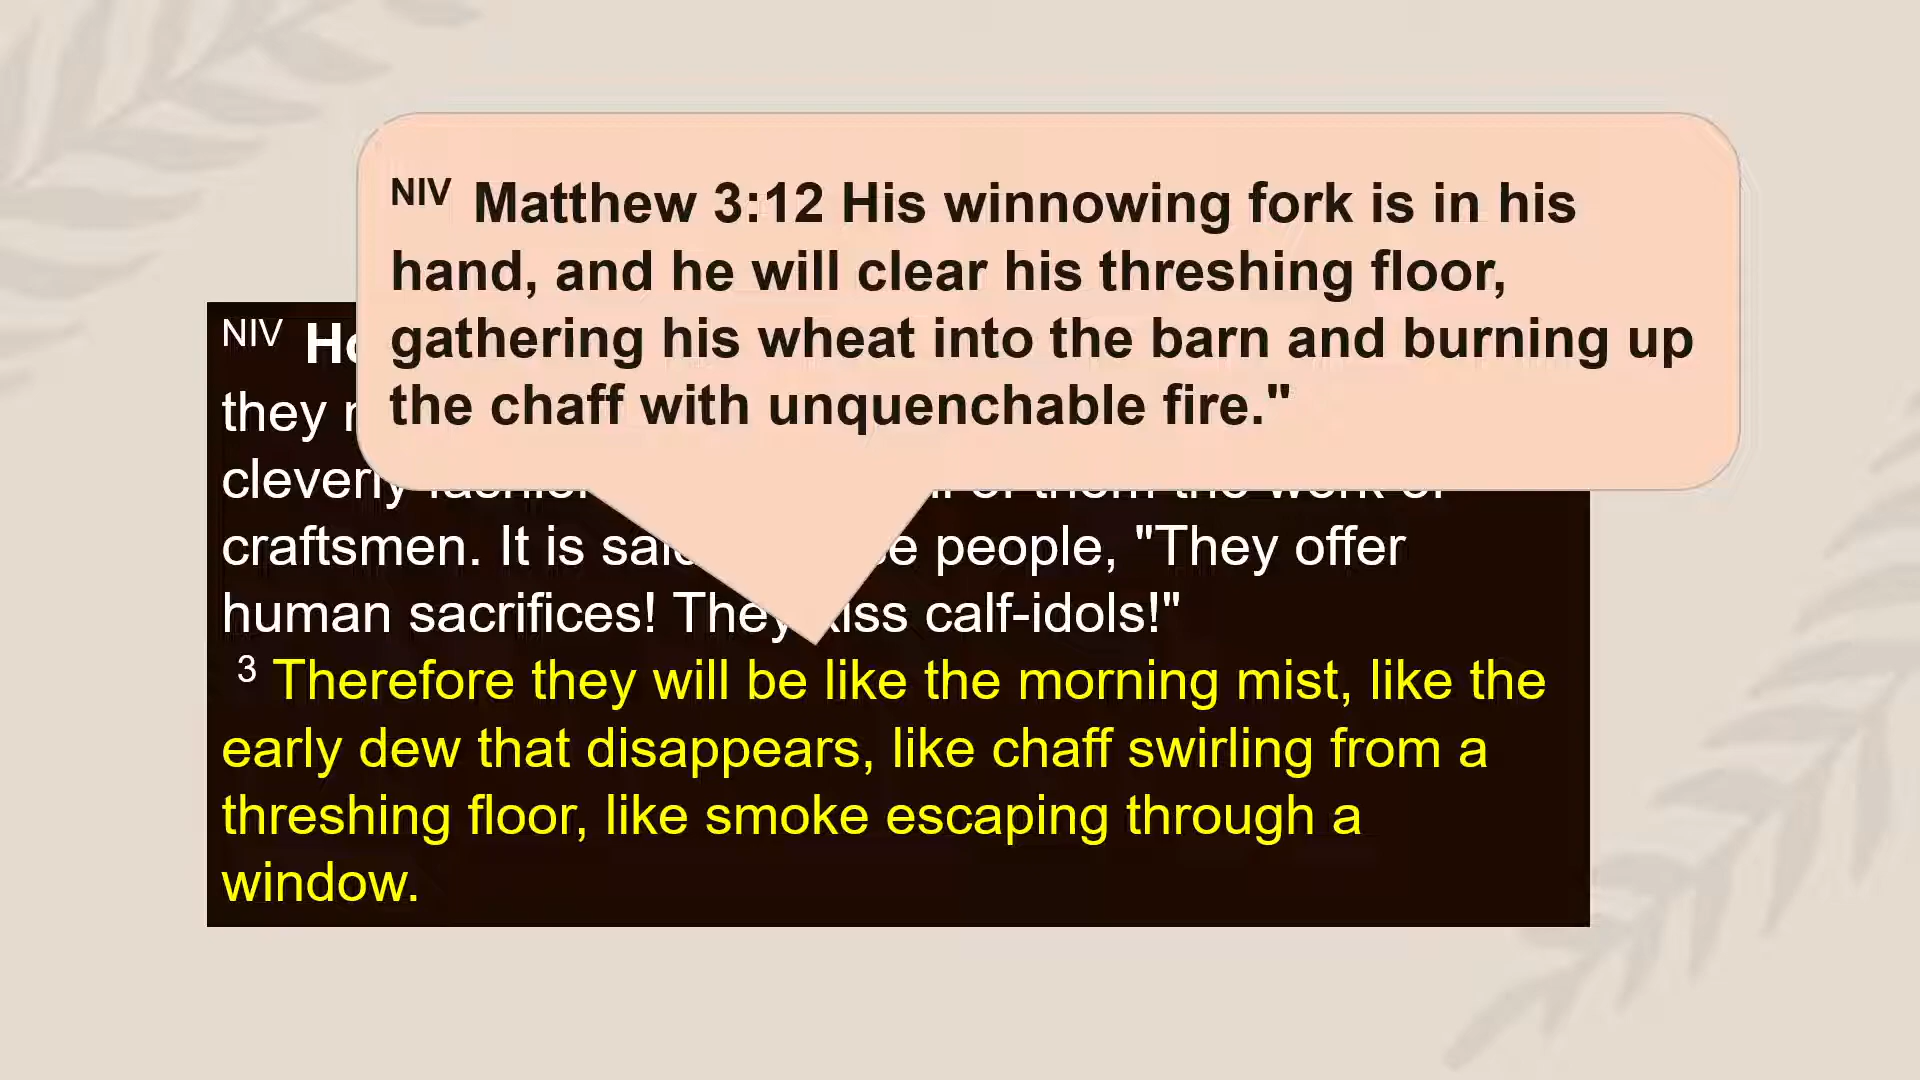 NIV Matthew 3:12 His winnowing fork is in his
hand, and he will clear his threshing floor,
gathering his wheat into the barn and burning up
the chaff with unquenchable fire."
NIV
they
cleverly
craftsmen. It is people, "They offer
human sacrifices! They kiss calf-idols!"
3 Therefore they will be like the morning mist, like the
early dew that disappears, like chaff swirling from a
threshing floor, like smoke escaping through a
window.